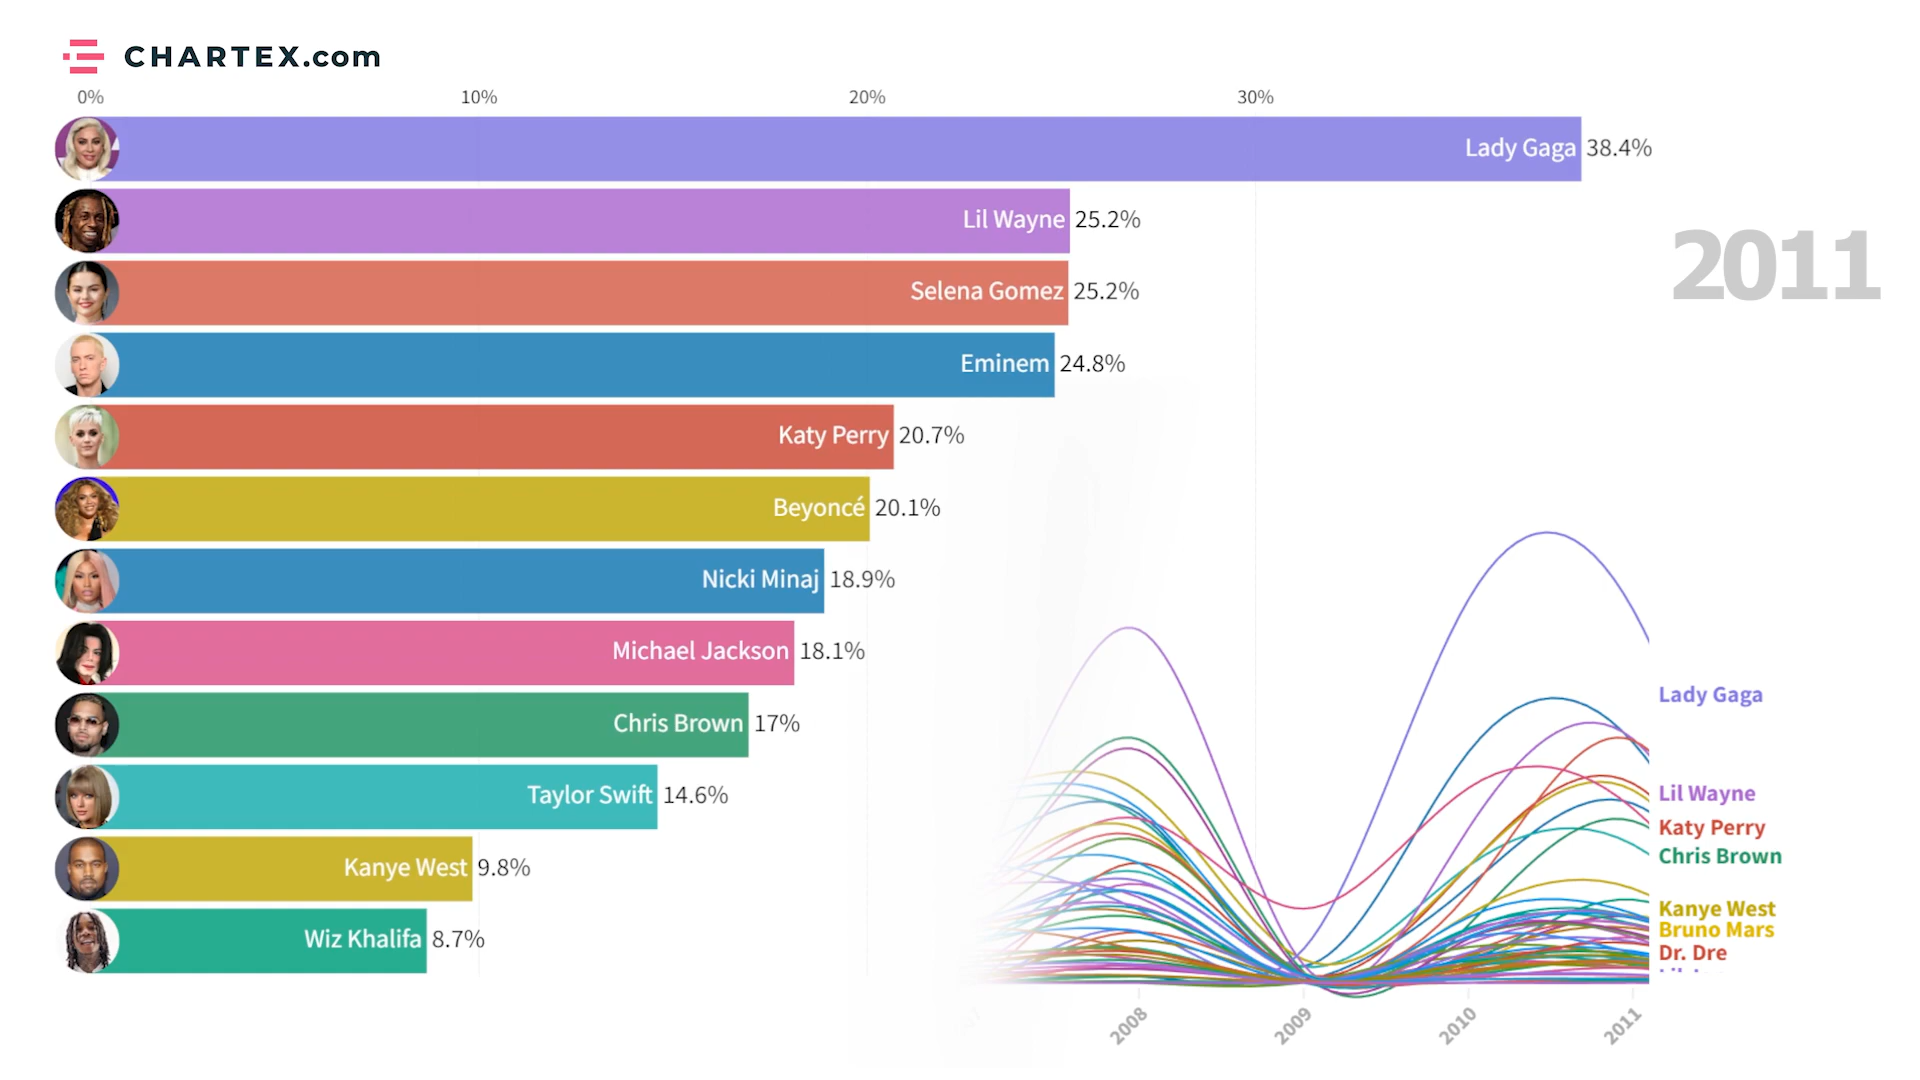 CHARTEX.com
0% 10% 20% 30%
Lady Gaga 38.4%
Lil Wayne 25.2%
2011
Selena Gomez 25.2%
Eminem 24.8%
Katy Perry 20.7%
Beyoncé 20.1%
Nicki Minaj 18.9%
Michael Jackson 18.1%
Chris Brown 17%
Taylor Swift 14.6%
Kanye West 9.8%
Wiz Khalifa 8.7%
Lady Gaga
Lil Wayne
Katy Perry
Chris Brown
Kanye West
Bruno Mars
Dr. Dre
2008 2009 2010 2011